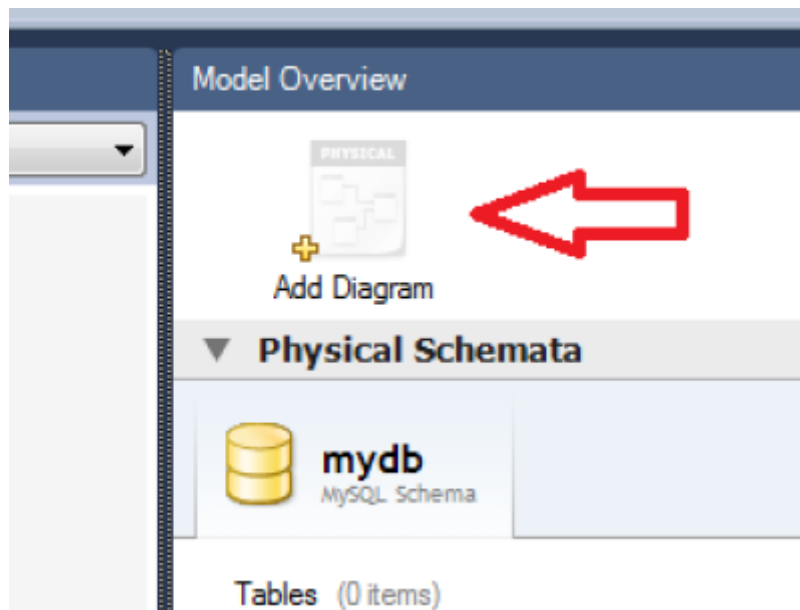 Model Overview
PHYSICAL
Add Diagram
Physical Schemata
mydb
MySQL Schema
Tables (0 items)